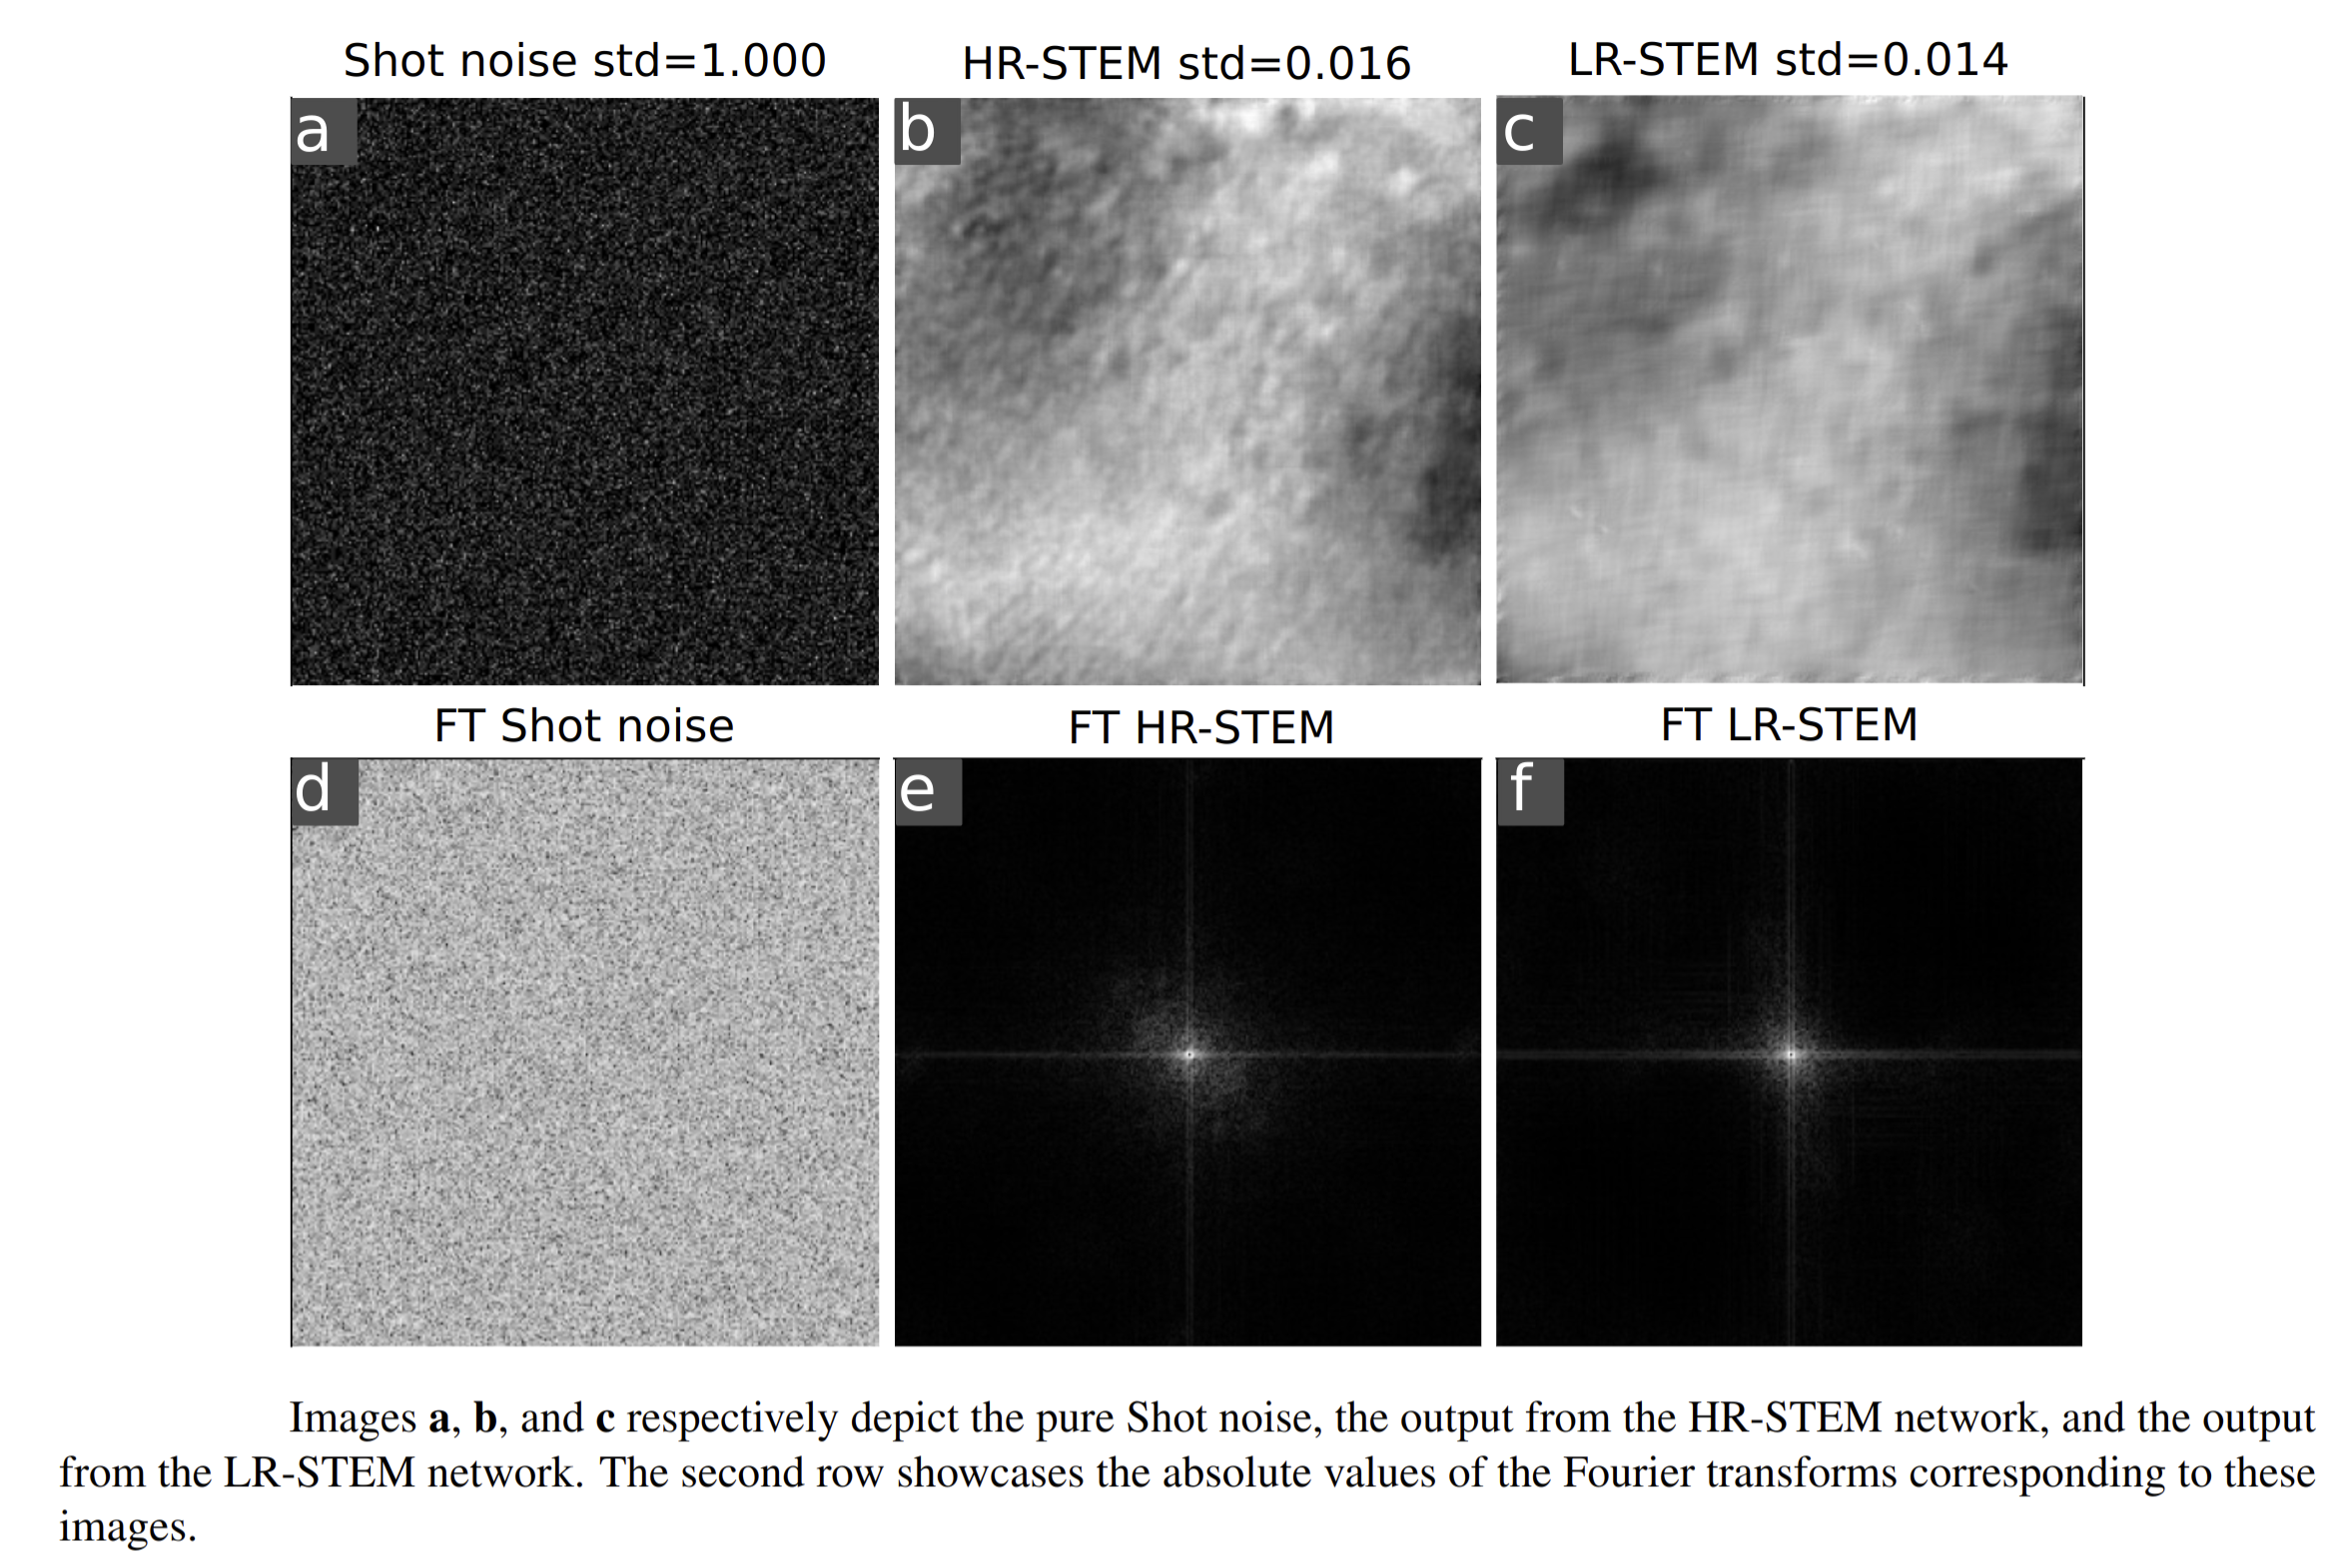 Shot noise std=1.000
HR-STEM std=0.016
LR-STEM std=0.014
a
b
c
FT Shot noise
FT HR-STEM
FT LR-STEM
d
e
f
Images a, b, and c respectively depict the pure Shot noise, the output from the HR-STEM network, and the output
from the LR-STEM network. The second row showcases the absolute values of the Fourier transforms corresponding to these
images.